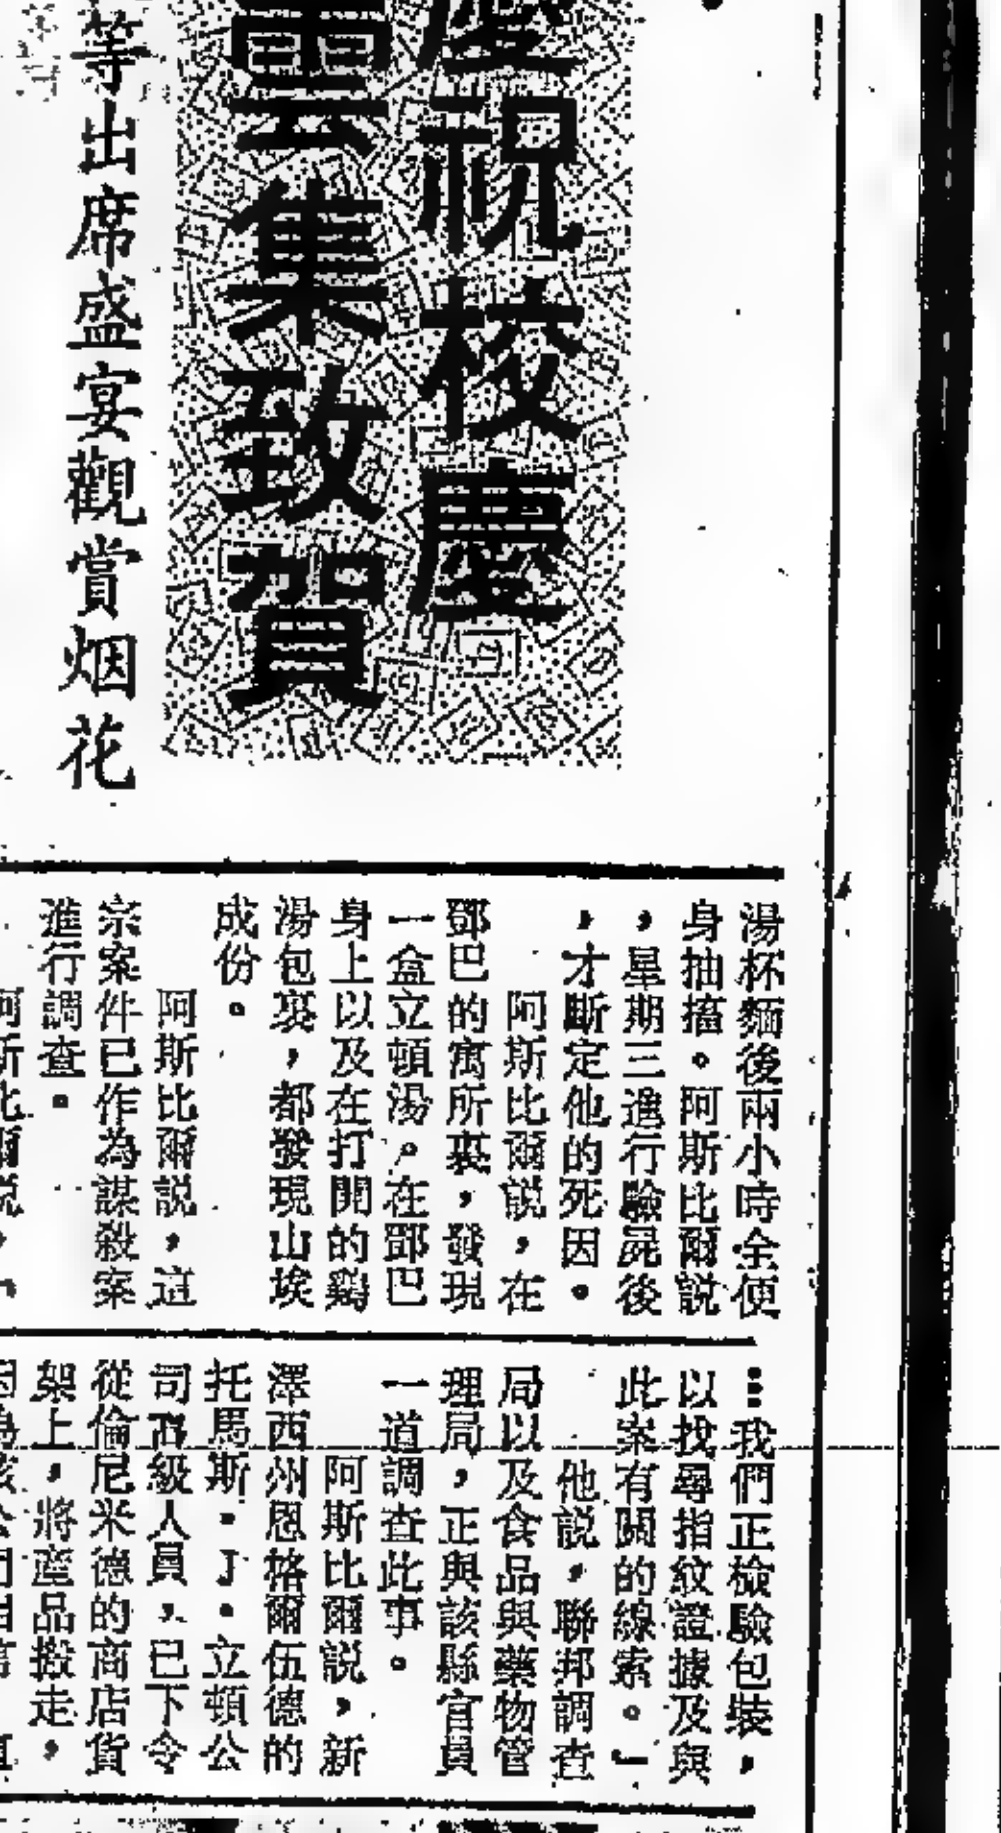 慶祝校慶
雲集致賀
等出席盛宴觀賞烟花
湯杯麵後兩小時全便
身抽搐。阿斯比爾說
，星期三進行驗屍後
，才斷定他的死因。
阿斯比爾說，在
鄧巴的寓所裏，發現
一盒立頓湯。在鄧巴
身上以及在打開的鷄
湯包裏，都發現山埃
成份。
阿斯比爾說，這
宗案件已作為謀殺案
進行調查。
阿斯比爾說，「
…我們正檢驗包裝，
以找尋指紋證據及與
此案有關的線索。」
他說，聯邦調查
局以及食品與藥物管
理局，正與該縣官員
一道調查此事。
阿斯比爾說，新
澤西州恩格爾伍德的
托馬斯·J·立頓公
司高級人員，已下令
從倫尼米德的商店貨
架上，將產品搬走，